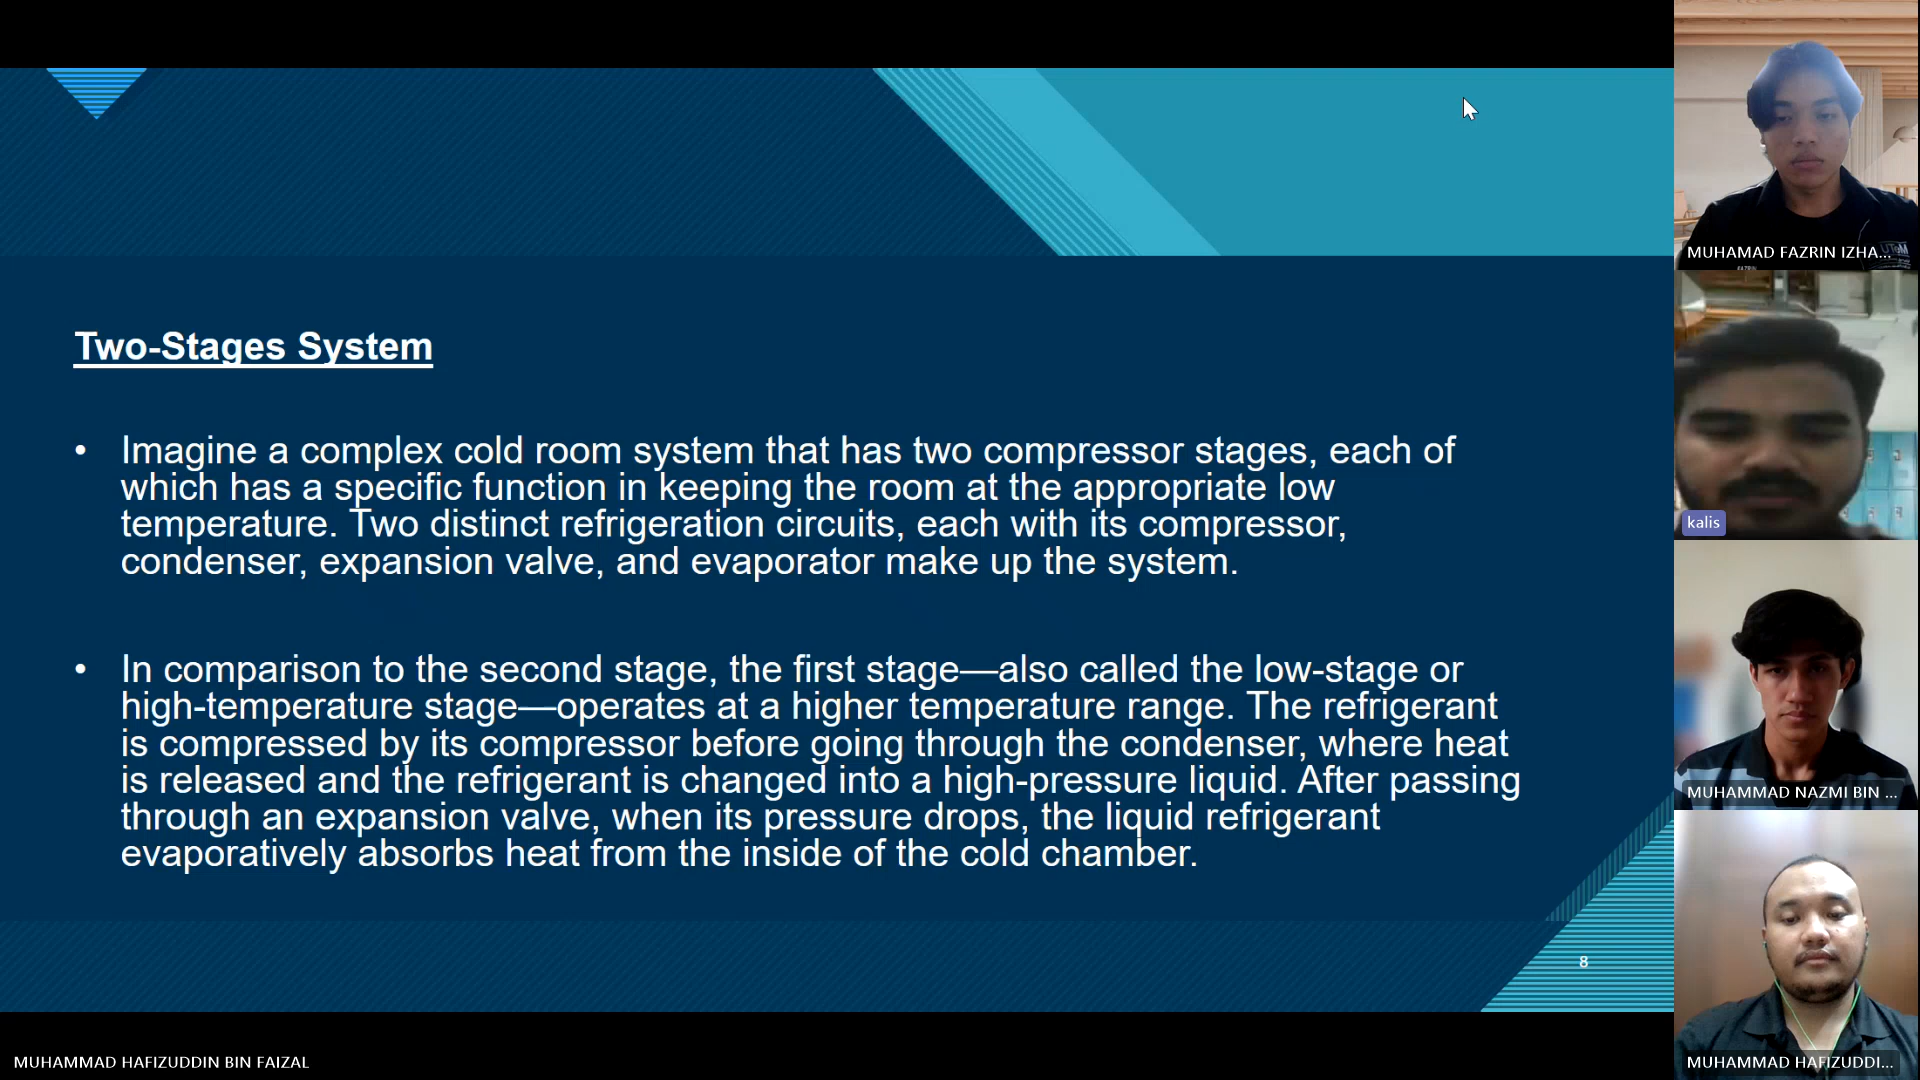 Two-Stages System
• Imagine a complex cold room system that has two compressor stages, each of
which has a specific function in keeping the room at the appropriate low
temperature. Two distinct refrigeration circuits, each with its compressor,
condenser, expansion valve, and evaporator make up the system.
• In comparison to the second stage, the first stage—also called the low-stage or
high-temperature stage—operates at a higher temperature range. The refrigerant
is compressed by its compressor before going through the condenser, where heat
is released and the refrigerant is changed into a high-pressure liquid. After passing
through an expansion valve, when its pressure drops, the liquid refrigerant
evaporatively absorbs heat from the inside of the cold chamber.
8
MUHAMMAD HAFIZUDDIN BIN FAIZAL
MUHAMAD FAZRIN IZHA...
UTeM
kalis
MUHAMMAD NAZMI BIN ...
MUHAMMAD HAFIZUDDI...